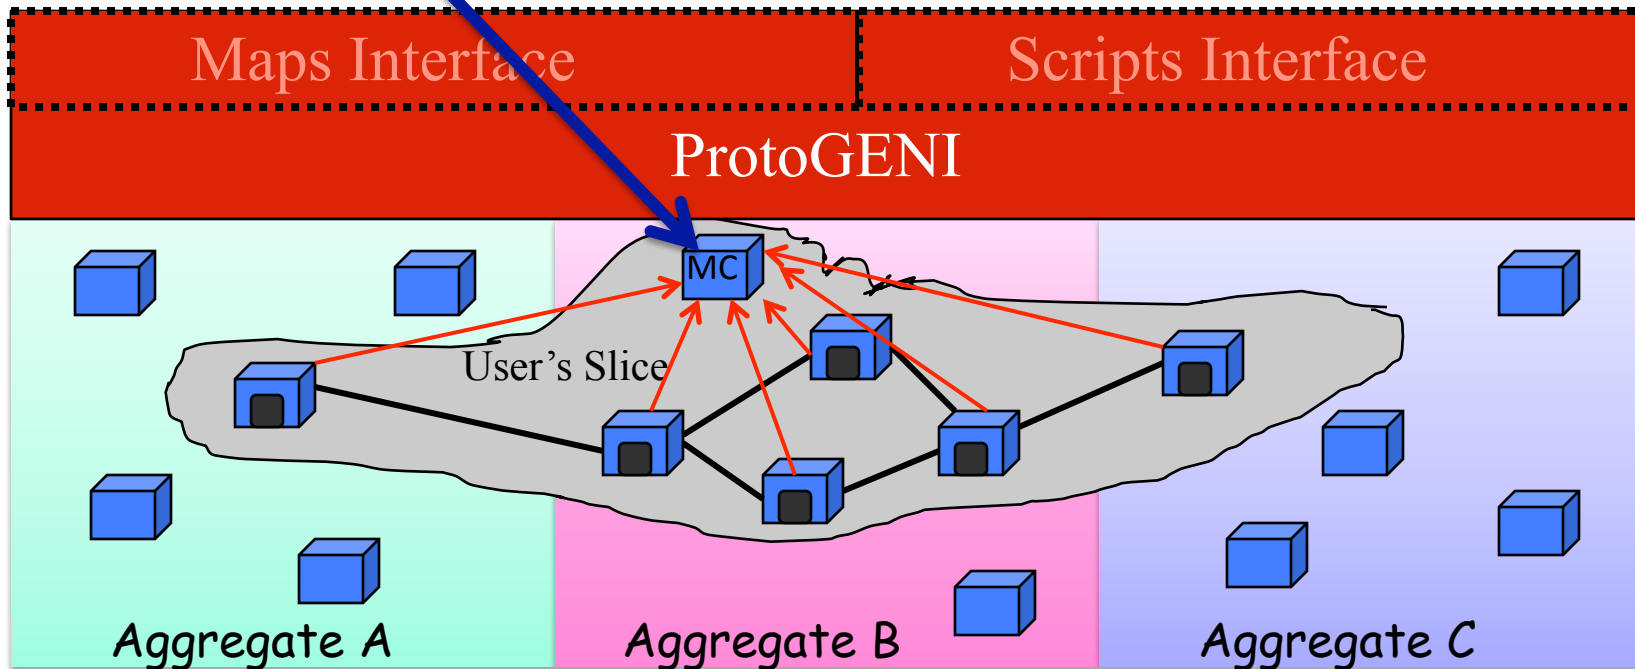 Maps Interface
Scripts Interface
ProtoGENI
MC
User’s Slice
Aggregate A
Aggregate B
Aggregate C